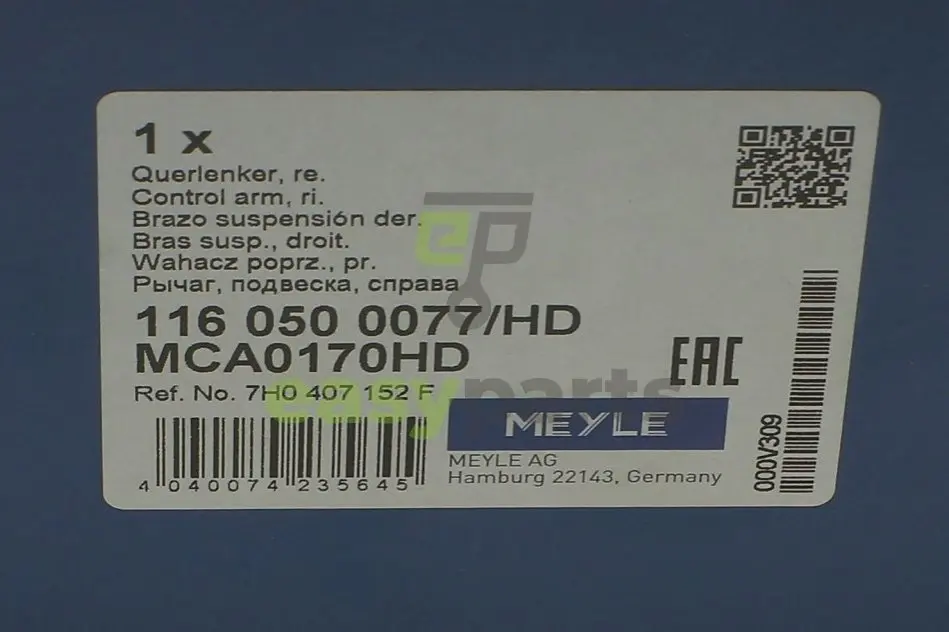 1 x
Querlenker, re.
Control arm, ri.
Brazo suspensión der.
Bras susp., droit.
Wahacz poprz., pr.
Рычаг, подвеска, справа
116 050 0077/HD
MCA0170HD
Ref. No. 7H0 407 152 F
EAC
easyparts
ep
MEYLE
MEYLE AG
Hamburg 22143, Germany
4 040074 235645
000V309